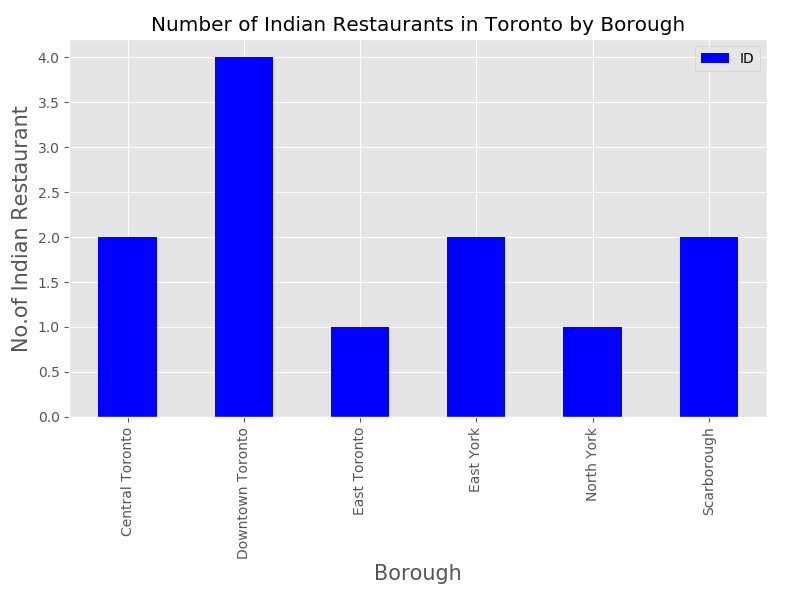 Number of Indian Restaurants in Toronto by Borough
ID
No.of Indian Restaurant
4.0
3.5
3.0
2.5
2.0
1.5
1.0
0.5
0.0
Central Toronto
Downtown Toronto
East Toronto
East York
North York
Scarborough
Borough